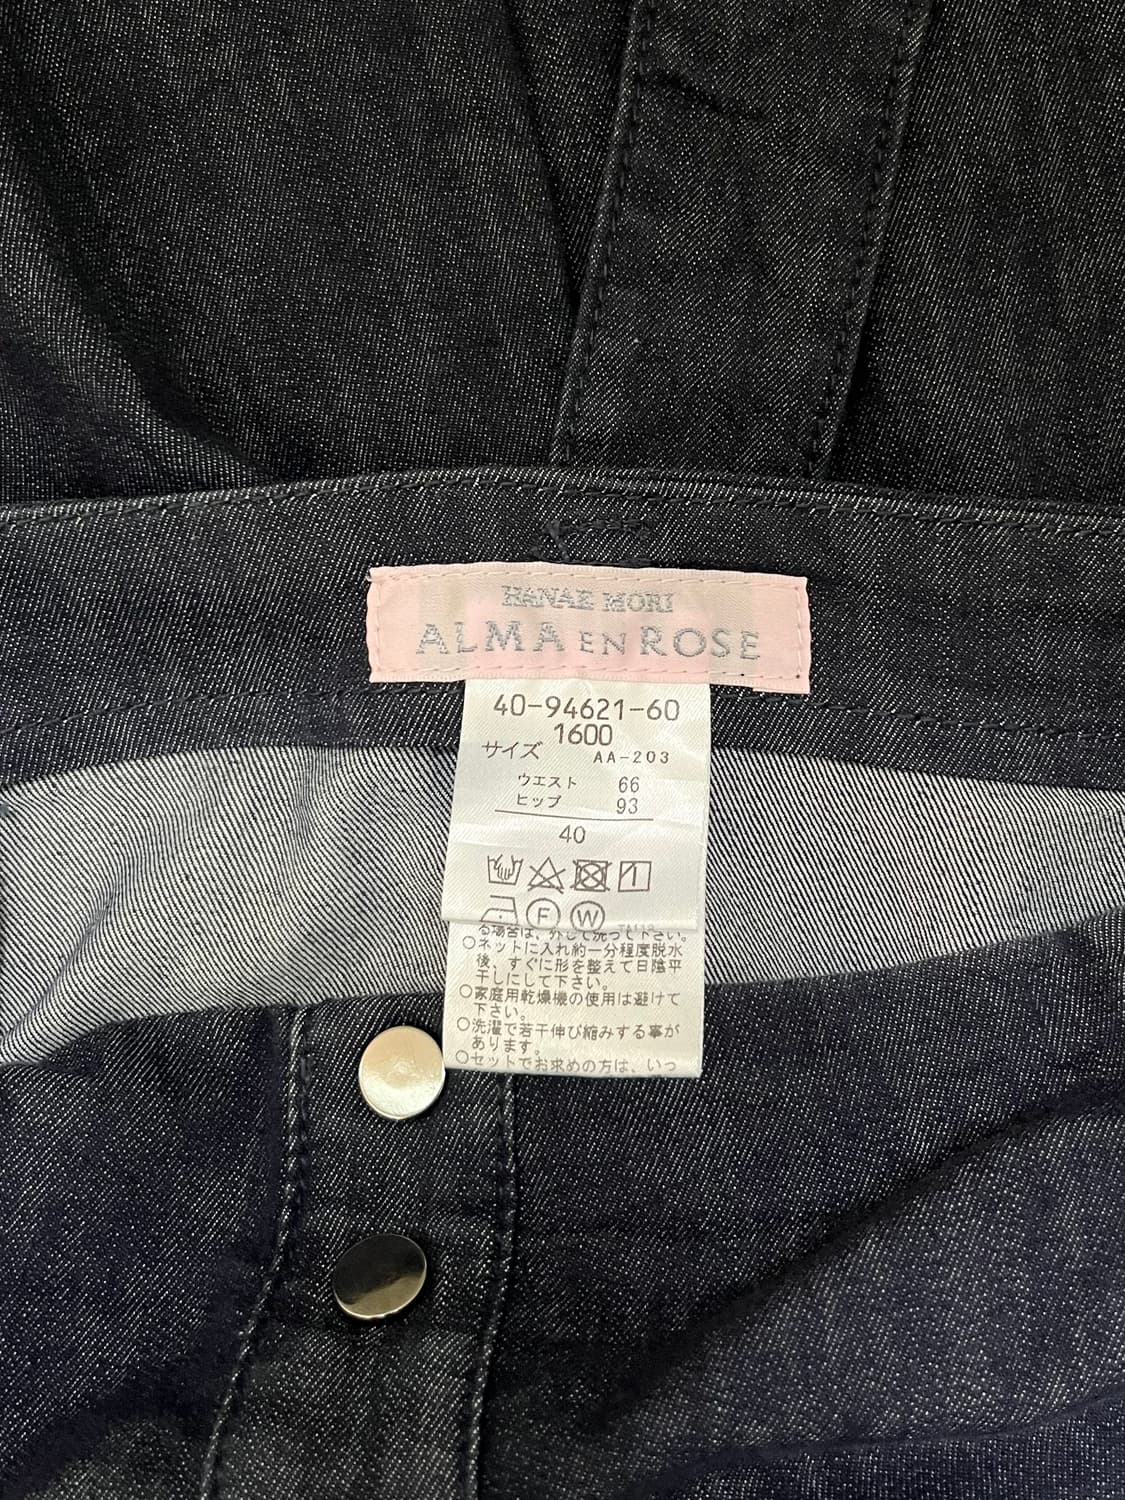 HANAE MORI
ALMA EN ROSE
40-94621-60
1600
サイズ AA-203
ウエスト 66
ヒップ 93
40
F W
る場合は、外して洗って下さい。
○ネットに入れ約一分程度脱水
後、すぐに形を整えて日陰平
干しにして下さい。
○家庭用乾燥機の使用は避けて
下さい。
○洗濯で若干伸び縮みする事が
あります。
○セットでお求めの方は、いっ